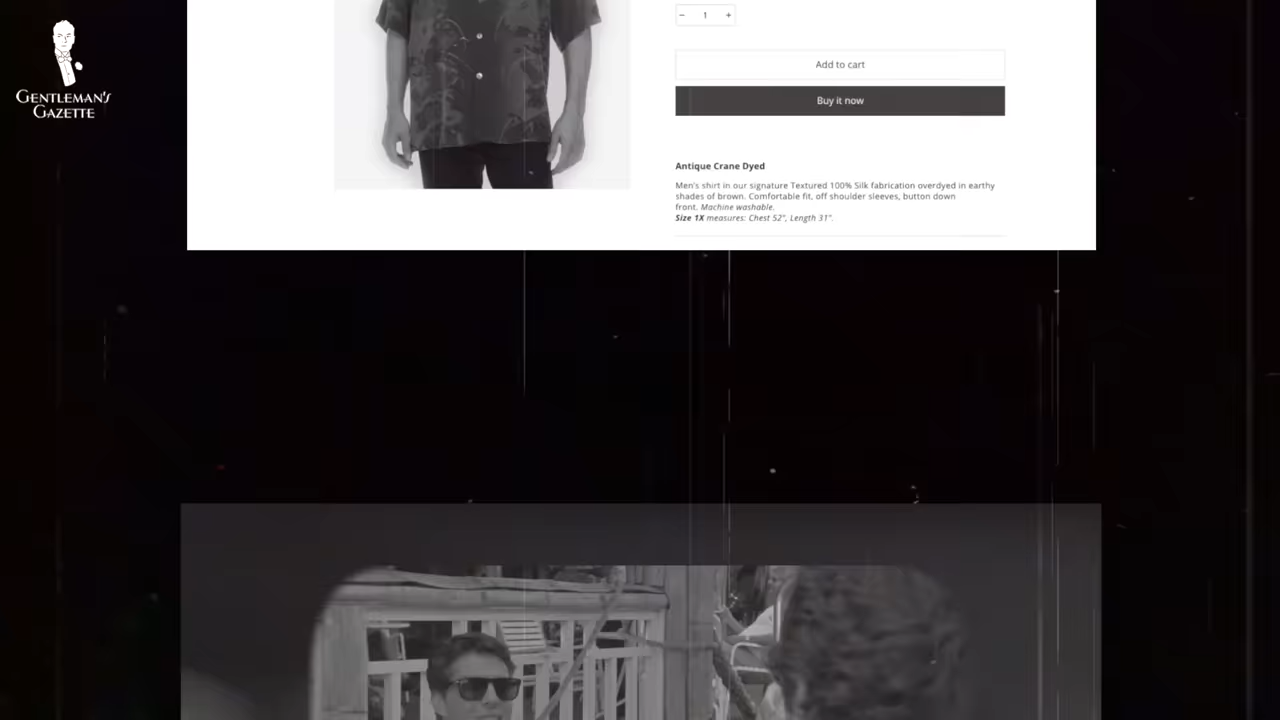 GENTLEMAN'S
GAZETTE
− 1 +
Add to cart
Buy it now
Antique Crane Dyed
Men's shirt in our signature Textured 100% Silk fabrication overdyed in earthy
shades of brown. Comfortable fit, off shoulder sleeves, button down
front. Machine washable.
Size 1X measures: Chest 52", Length 31".